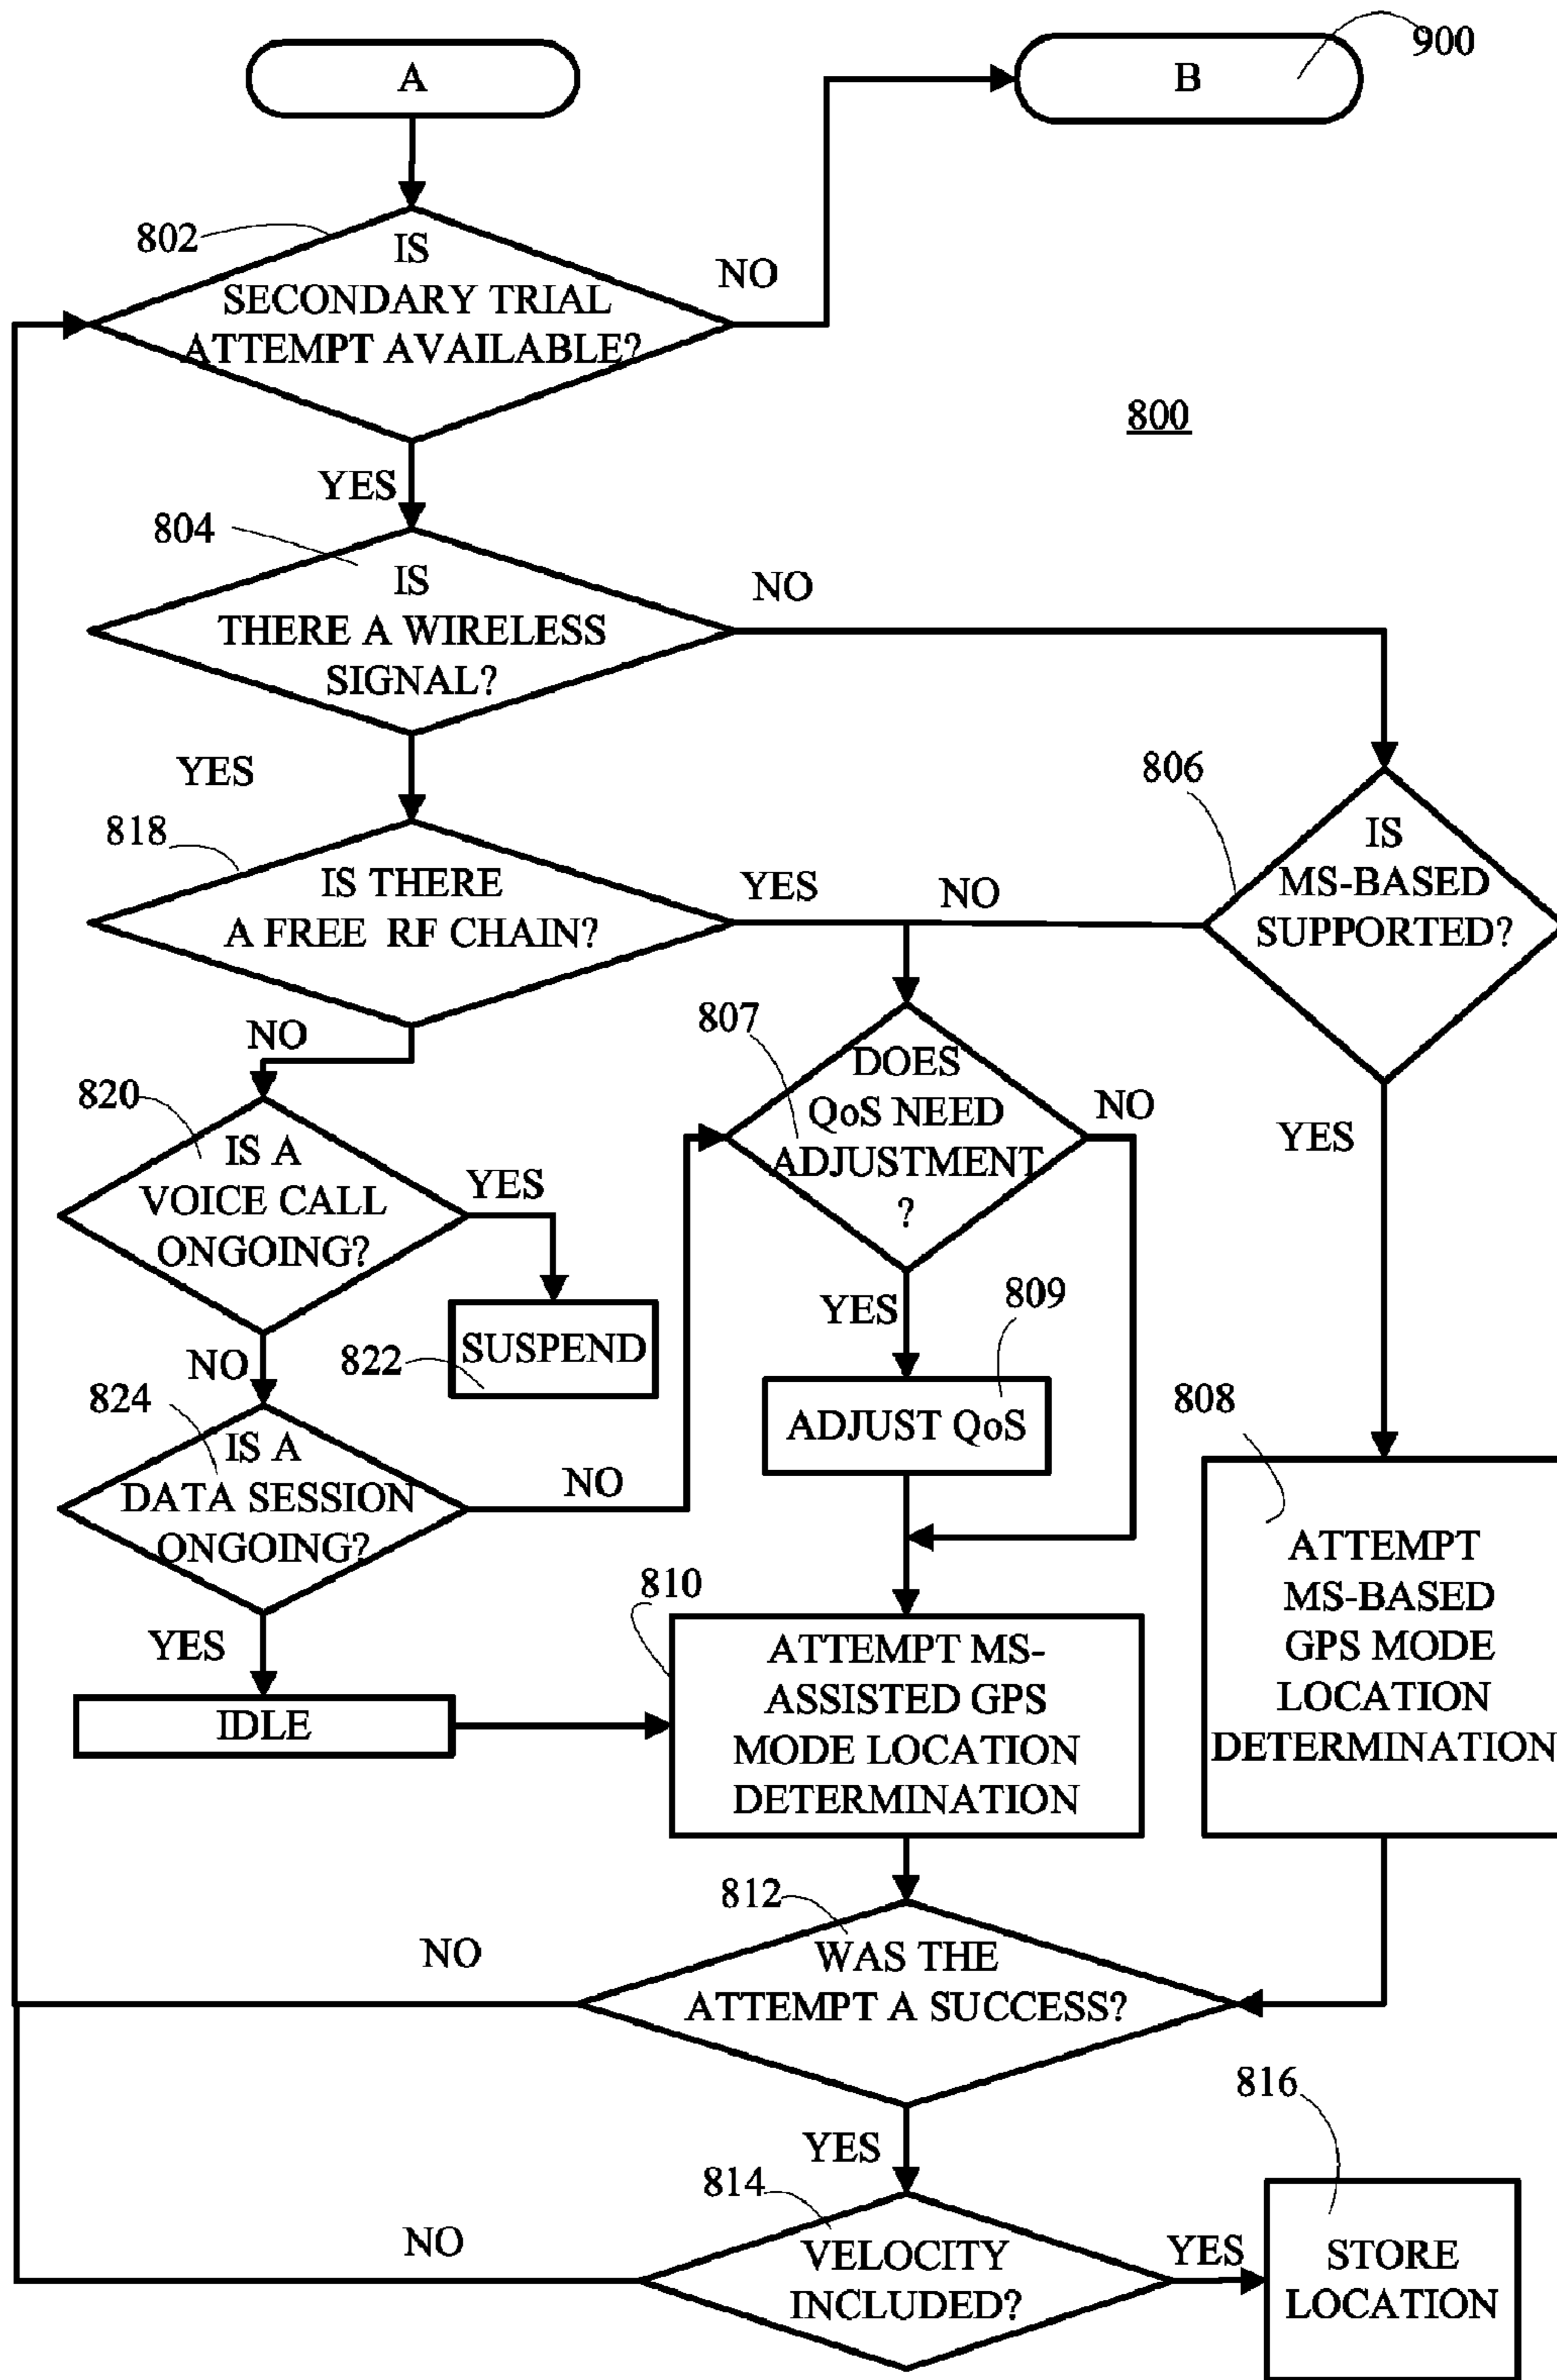 A
B
900
802
IS
SECONDARY TRIAL
ATTEMPT AVAILABLE?
NO
800
YES
804
IS
THERE A WIRELESS
SIGNAL?
NO
YES
806
IS
MS-BASED
SUPPORTED?
818
IS THERE
A FREE RF CHAIN?
YES
NO
NO
807
DOES
QoS NEED
ADJUSTMENT
?
NO
YES
820
IS A
VOICE CALL
ONGOING?
YES
SUSPEND
822
YES
809
ADJUST QoS
NO
824
IS A
DATA SESSION
ONGOING?
NO
808
ATTEMPT
MS-BASED
GPS MODE
LOCATION
DETERMINATION
YES
IDLE
810
ATTEMPT MS-
ASSISTED GPS
MODE LOCATION
DETERMINATION
812
WAS THE
ATTEMPT A SUCCESS?
NO
YES
814
VELOCITY
INCLUDED?
NO
YES
816
STORE
LOCATION